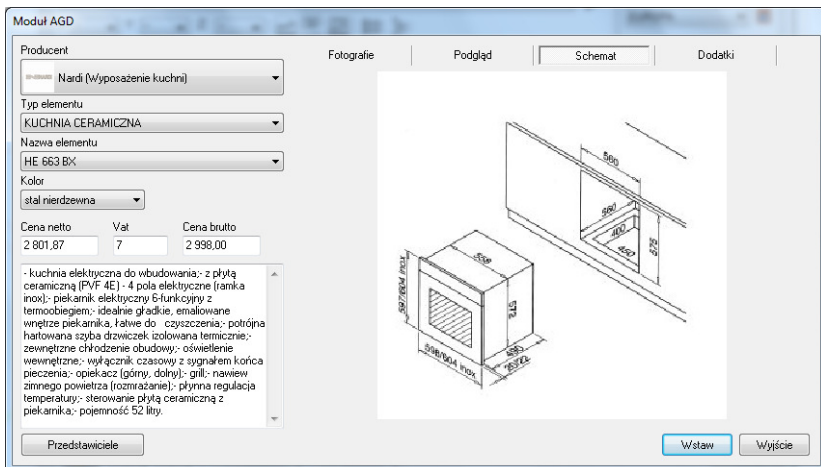 Moduł AGD
Producent
Nardi (Wyposażenie kuchni)
Typ elementu
KUCHNIA CERAMICZNA
Nazwa elementu
HE 663 BX
Kolor
stal nierdzewna
Cena netto Vat Cena brutto
2 801,87 7 2 998,00
- kuchnia elektryczna do wbudowania;- z płytą
ceramiczną (PVF 4E) - 4 pola elektryczne (ramka
inox);- piekarnik elektryczny 6-funkcyjny z
termoobiegiem;- idealnie gładkie, emaliowane
wnętrze piekarnika, łatwe do czyszczenia;- potrójna
hartowana szyba drzwiczek izolowana termicznie;-
zewnętrzne chłodzenie obudowy;- oświetlenie
wewnętrzne;- wyłącznik czasowy z sygnałem końca
pieczenia;- opiekacz (górny, dolny);- grill;- nawiew
zimnego powietrza (rozmrażanie);- płynna regulacja
temperatury;- sterowanie płytą ceramiczną z
piekarnika;- pojemność 52 litry.
Przedstawiciele
Fotografie Podgląd Schemat Dodatki
560
560
400
450
575
558
597/604 inox
575
598/604 inox
Wstaw Wyjście